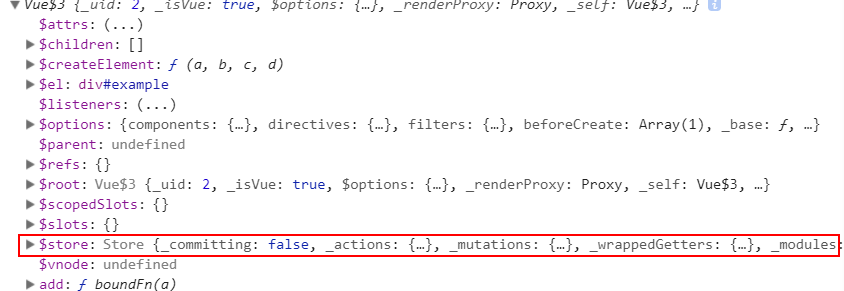 ▼Vue$3 {_uid: 2, _isVue: true, $options: {…}, _renderProxy: Proxy, _self: Vue$3, …} i
$attrs: (...)
▶$children: []
▶$createElement: ƒ (a, b, c, d)
▶$el: div#example
$listeners: (...)
▶$options: {components: {…}, directives: {…}, filters: {…}, beforeCreate: Array(1), _base: ƒ, …}
$parent: undefined
▶$refs: {}
▶$root: Vue$3 {_uid: 2, _isVue: true, $options: {…}, _renderProxy: Proxy, _self: Vue$3, …}
▶$scopedSlots: {}
▶$slots: {}
▶$store: Store {_committing: false, _actions: {…}, _mutations: {…}, _wrappedGetters: {…}, _modules:
$vnode: undefined
▶add: ƒ boundFn(a)